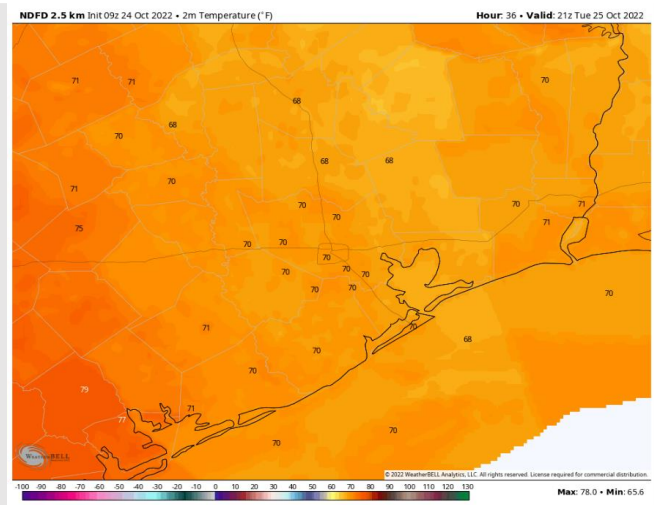 NDFD 2.5 km Init 09z 24 Oct 2022 • 2m Temperature (°F)
Hour: 36 • Valid: 21z Tue 25 Oct 2022
71 71 70
68
68
70
68 68
70
71
70 70 71
70 71
75
70 70
70
70 70 70
70 70
70
71 70
68
70
70
79
71
77
70
70
WeatherBELL
© 2022 WeatherBELL Analytics, LLC. All rights reserved. License required for commercial distribution.
-100 -90 -80 -70 -60 -50 -40 -30 -20 -10 0 10 20 30 40 50 60 70 80 90 100 110 120 130
Max: 78.0 • Min: 65.6